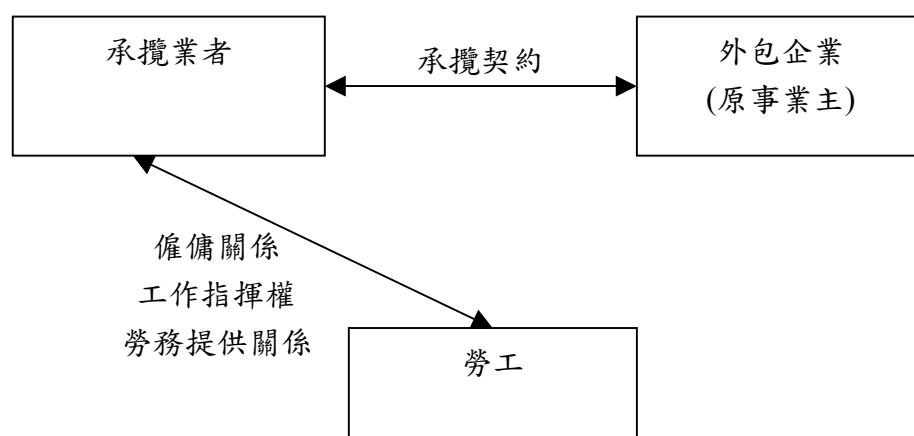 承攬業者
承攬契約
外包企業
(原事業主)
僱傭關係
工作指揮權
勞務提供關係
勞工